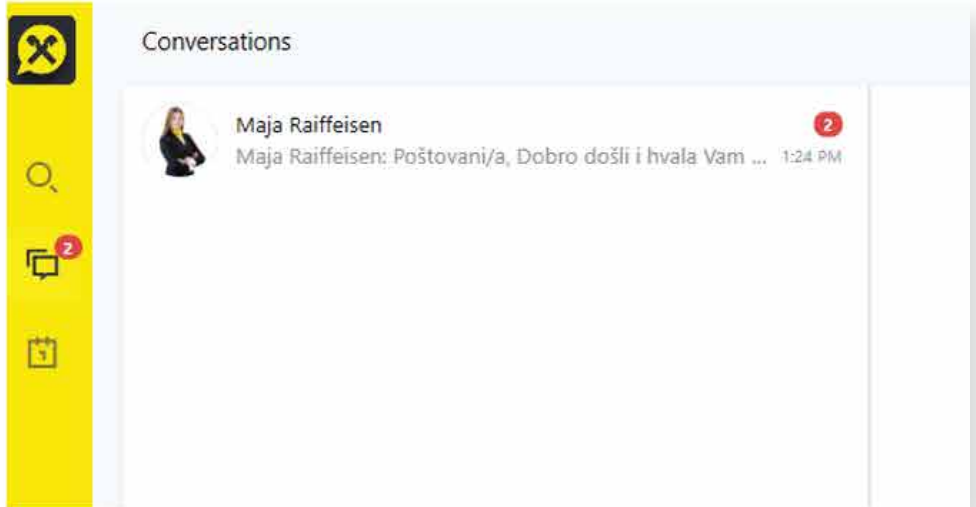 Conversations
Maja Raiffeisen
2
Maja Raiffeisen: Poštovani/a, Dobro došli i hvala Vam ... 1:24 PM
2